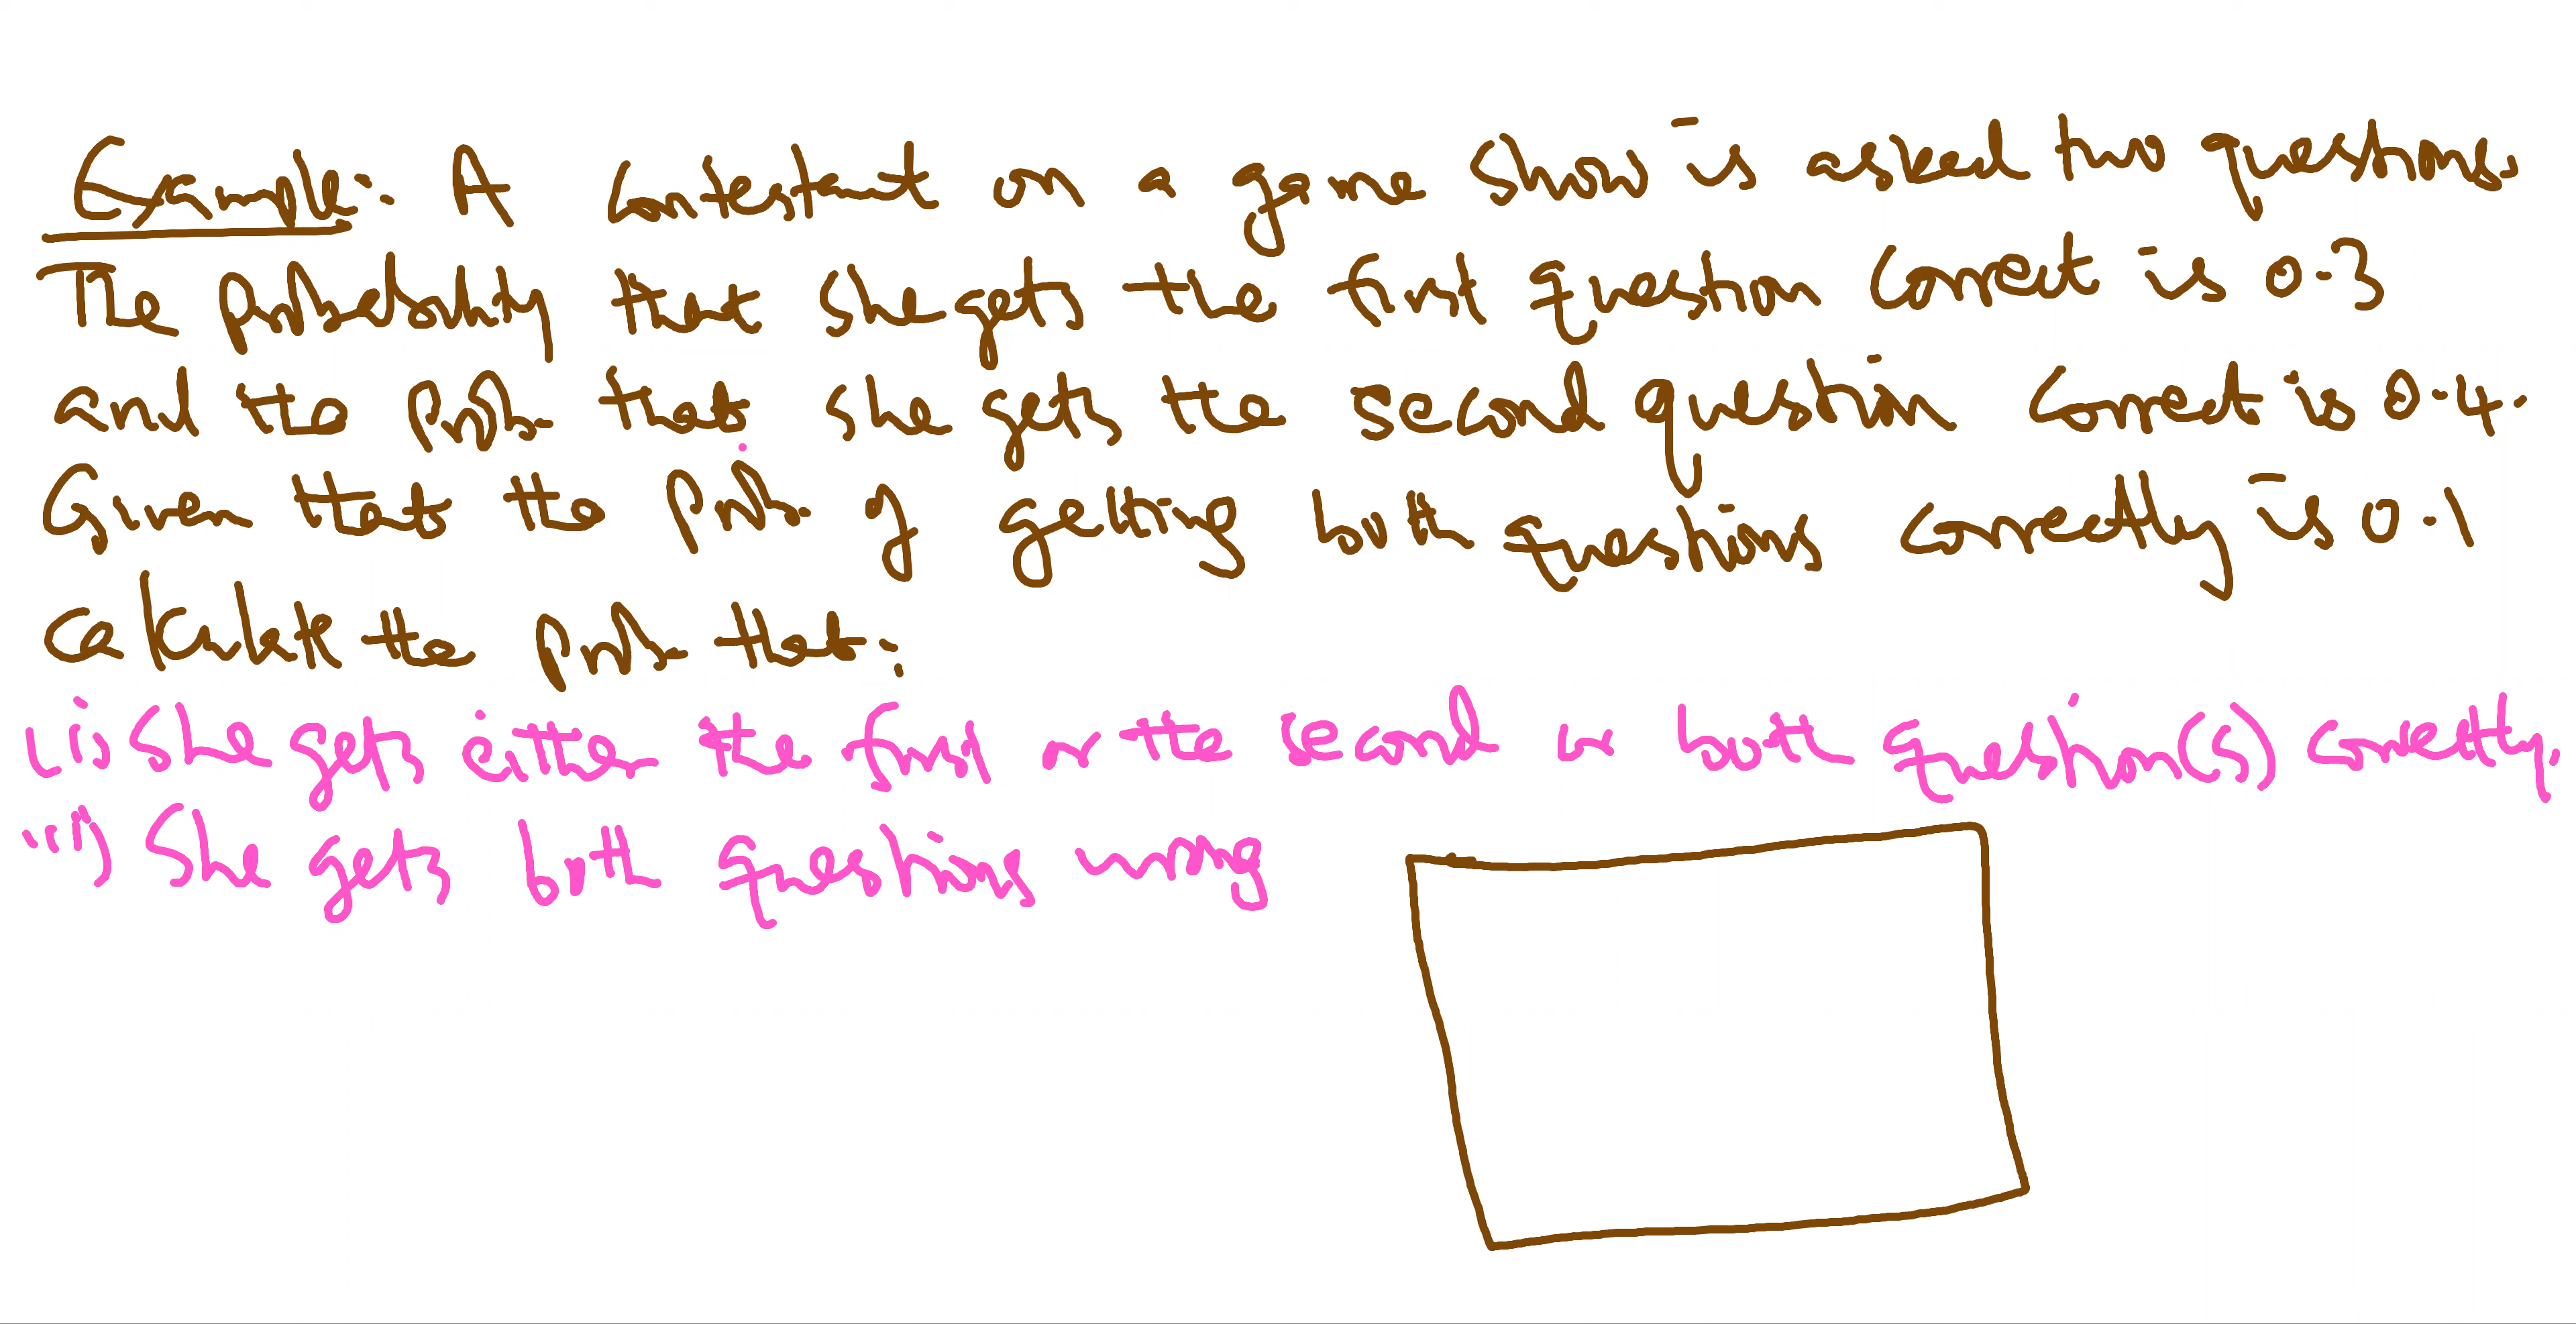 Example:- A contestant on a game show is asked two questions.
The probability that she gets the first question correct is 0.3
and the prob. that she gets the second question correct is 0.4.
Given that the prob. of getting both questions correctly is 0.1
calculate the prob. that:
(i) She gets either the first or the second or both question(s) correctly.
(ii) She gets both questions wrong